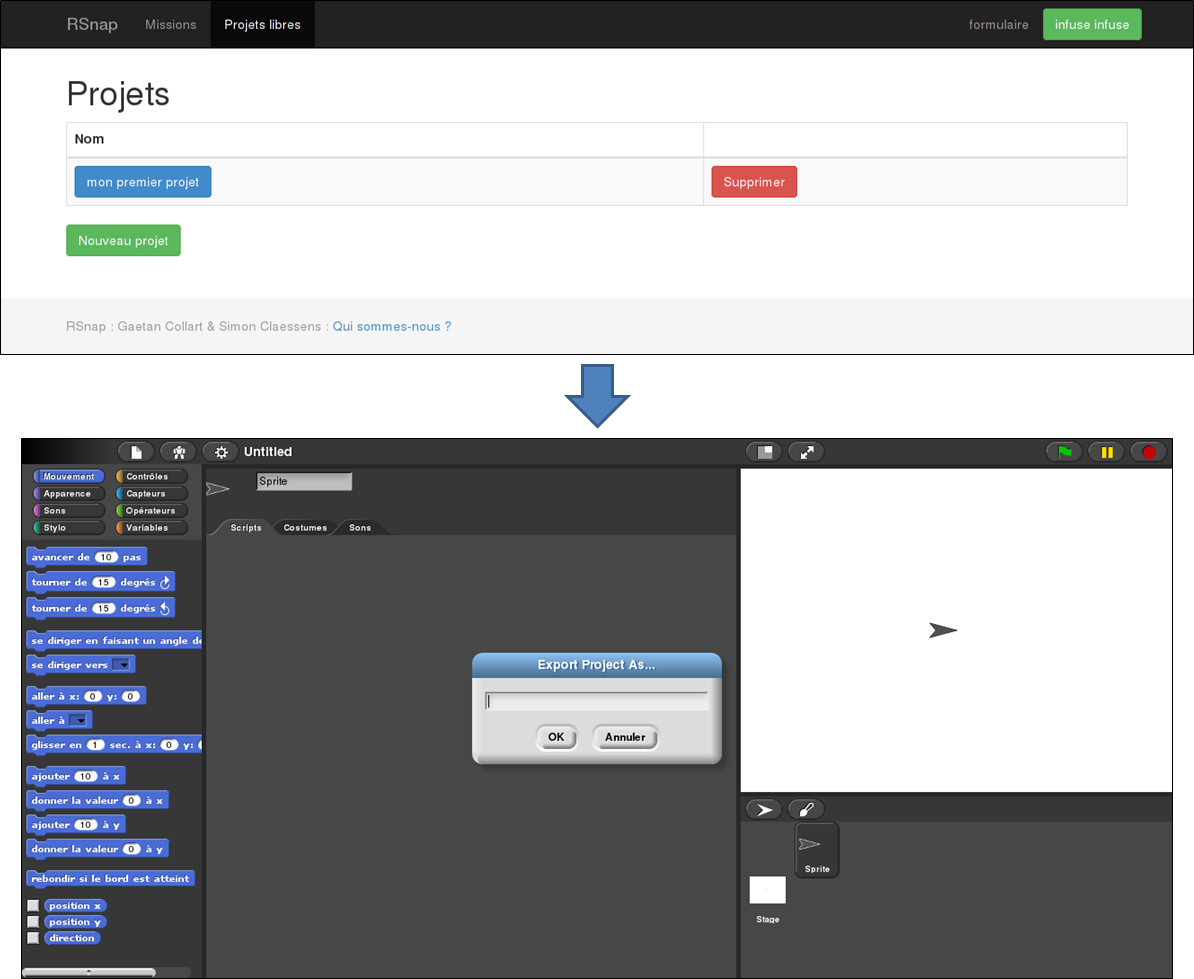 RSnap Missions Projets libres formulaire infuse infuse
Projets
Nom
mon premier projet Supprimer
Nouveau projet
RSnap : Gaetan Collart & Simon Claessens : Qui sommes-nous ?
Untitled
Mouvement Contrôles
Apparence Capteurs
Sons Opérateurs
Stylo Variables
Sprite
Scripts Costumes Sons
avancer de 10 pas
tourner de 15 degrés
tourner de 15 degrés
se diriger en faisant un angle de
se diriger vers
aller à x: 0 y: 0
aller à
glisser en 1 sec. à x: 0 y:
ajouter 10 à x
donner la valeur 0 à x
ajouter 10 à y
donner la valeur 0 à y
rebondir si le bord est atteint
position x
position y
direction
Export Project As...
OK Annuler
Sprite
Stage